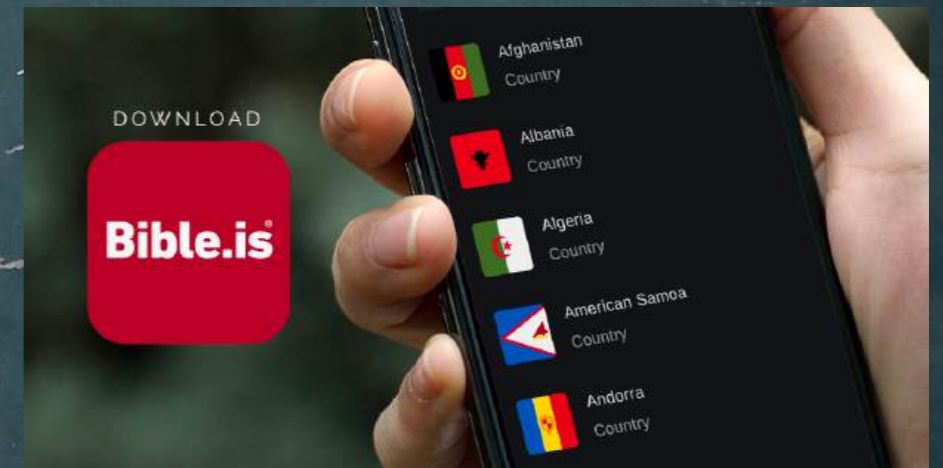 DOWNLOAD
Bible.is®
Afghanistan
Country
Albania
Country
Algeria
Country
American Samoa
Country
Andorra
Country